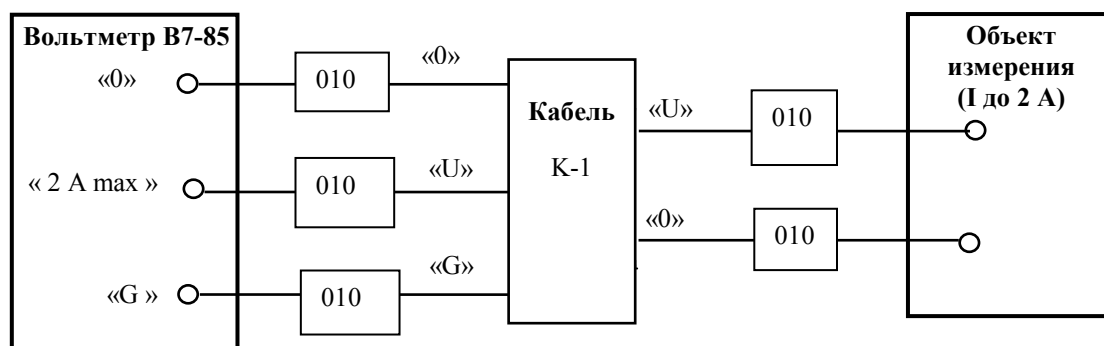 Вольтметр В7-85
«0»
« 2 A max »
«G »
010
010
010
«0»
«U»
«G»
Кабель
К-1
«U»
«0»
010
010
Объект
измерения
(I до 2 А)